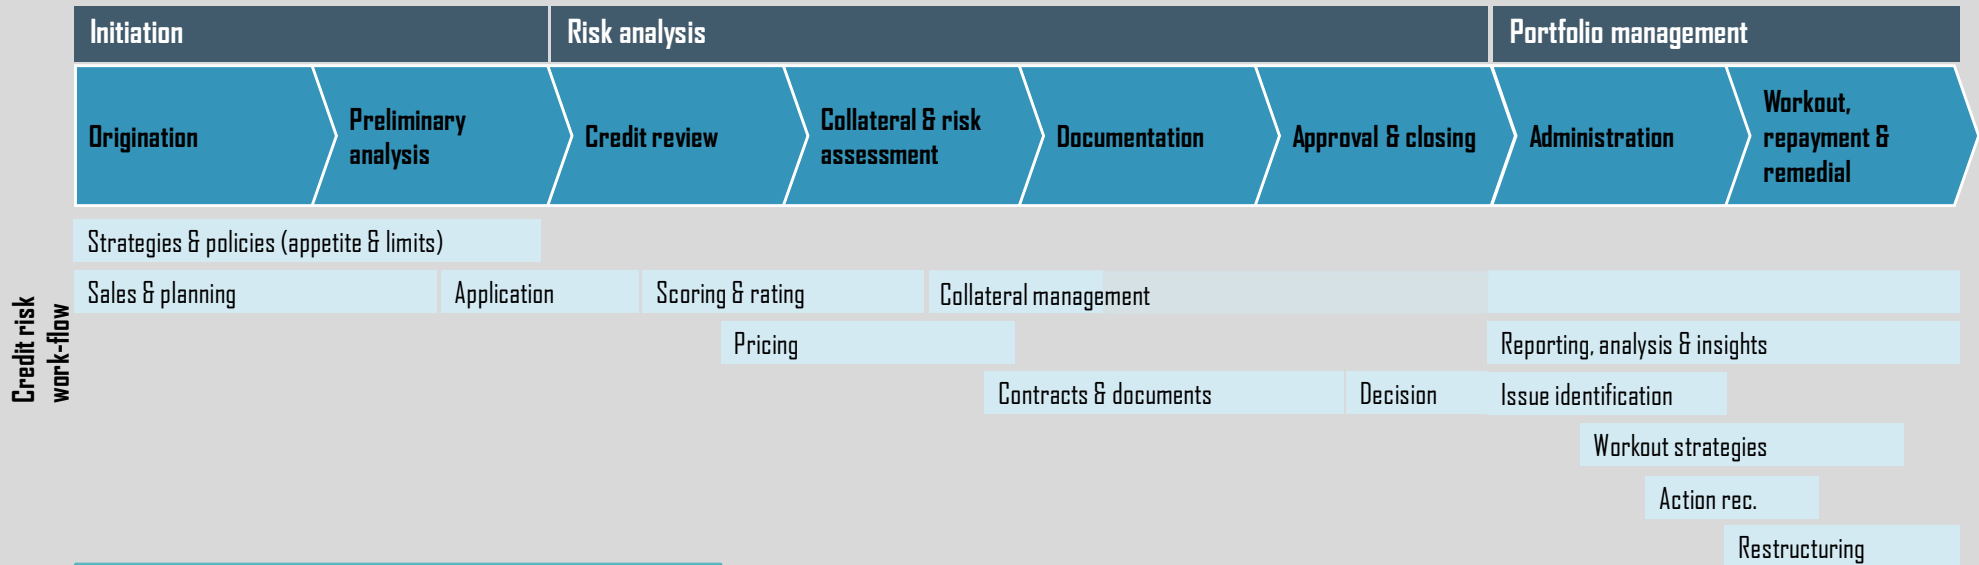 Initiation
Risk analysis
Portfolio management
Origination
Preliminary
analysis
Credit review
Collateral & risk
assessment
Documentation
Approval & closing
Administration
Workout,
repayment &
remedial
Credit risk
work-flow
Strategies & policies (appetite & limits)
Sales & planning
Application
Scoring & rating
Collateral management
Pricing
Reporting, analysis & insights
Contracts & documents
Decision
Issue identification
Workout strategies
Action rec.
Restructuring